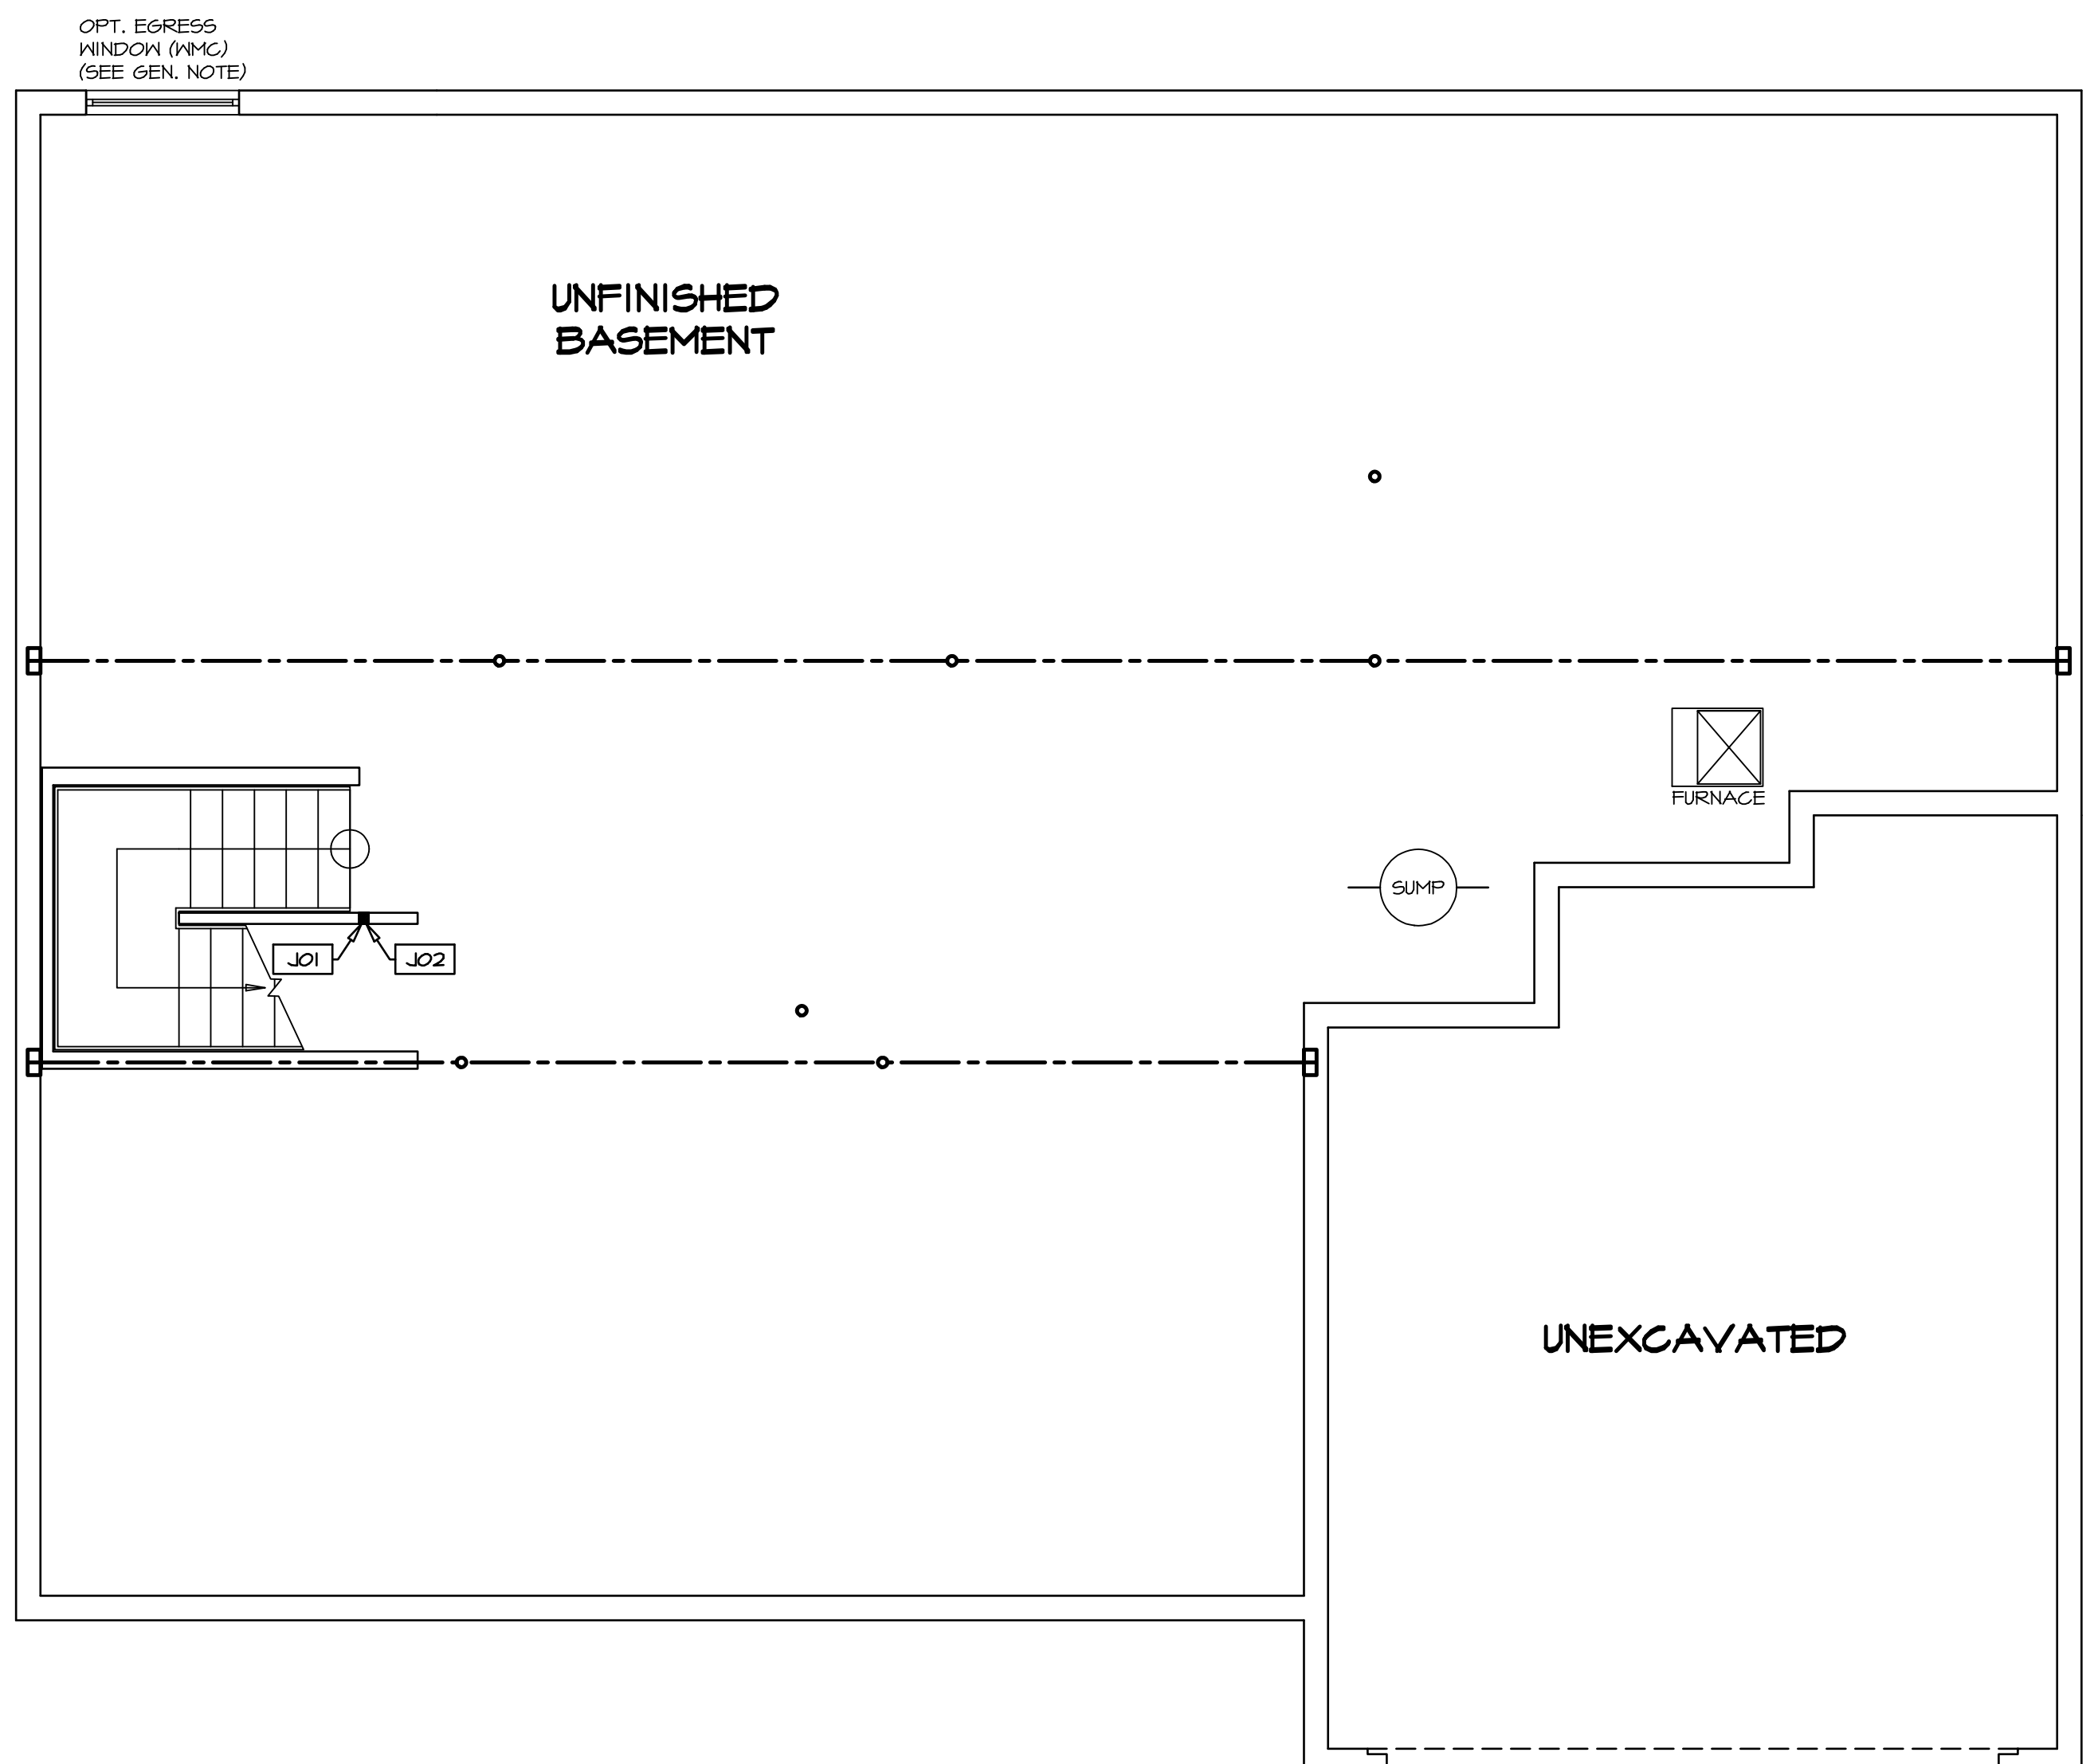 OPT. EGRESS
WINDOW (WMC)
(SEE GEN. NOTE)
UNFINISHED
BASEMENT
FURNACE
SUMP
J01
J02
UNEXCAVATED